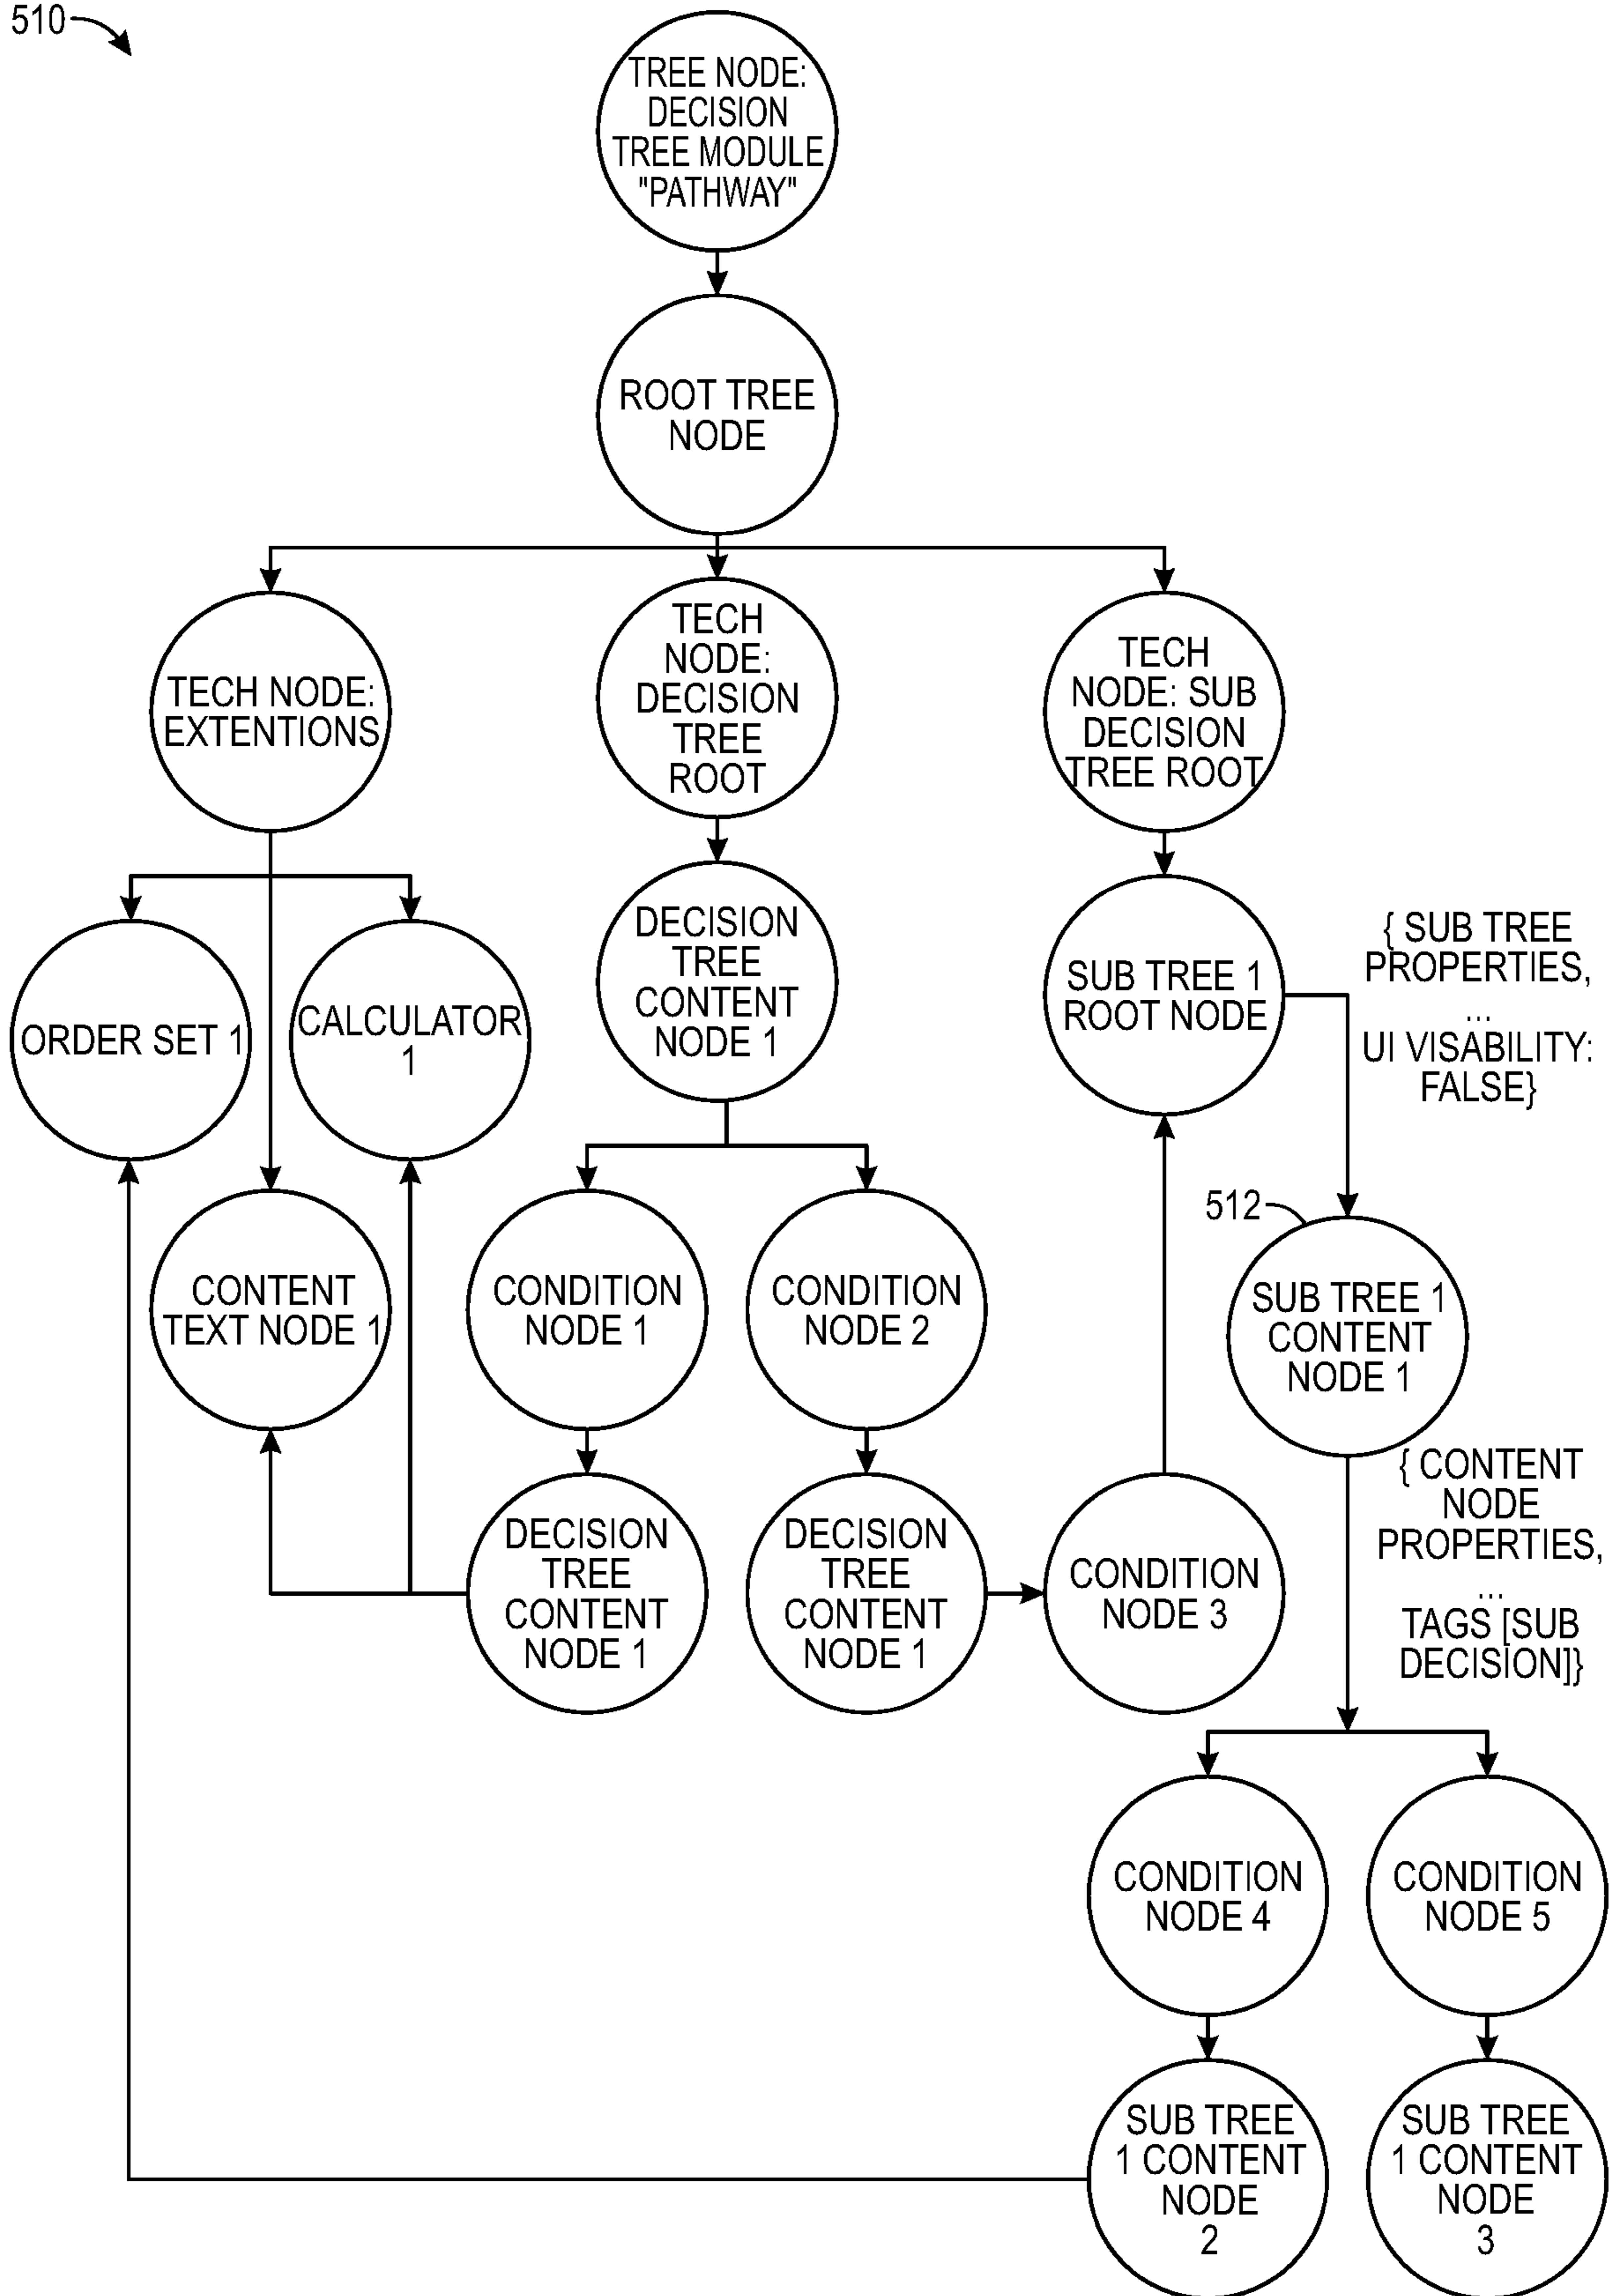 510
TREE NODE:
DECISION
TREE MODULE
"PATHWAY"
ROOT TREE
NODE
TECH NODE:
EXTENTIONS
TECH
NODE:
DECISION
TREE
ROOT
TECH
NODE: SUB
DECISION
TREE ROOT
ORDER SET 1
CALCULATOR
1
DECISION
TREE
CONTENT
NODE 1
SUB TREE 1
ROOT NODE
{ SUB TREE
PROPERTIES,
...
UI VISABILITY:
FALSE}
CONTENT
TEXT NODE 1
CONDITION
NODE 1
CONDITION
NODE 2
512
SUB TREE 1
CONTENT
NODE 1
DECISION
TREE
CONTENT
NODE 1
DECISION
TREE
CONTENT
NODE 1
CONDITION
NODE 3
{ CONTENT
NODE
PROPERTIES,
...
TAGS [SUB
DECISION]}
CONDITION
NODE 4
CONDITION
NODE 5
SUB TREE
1 CONTENT
NODE
2
SUB TREE
1 CONTENT
NODE
3